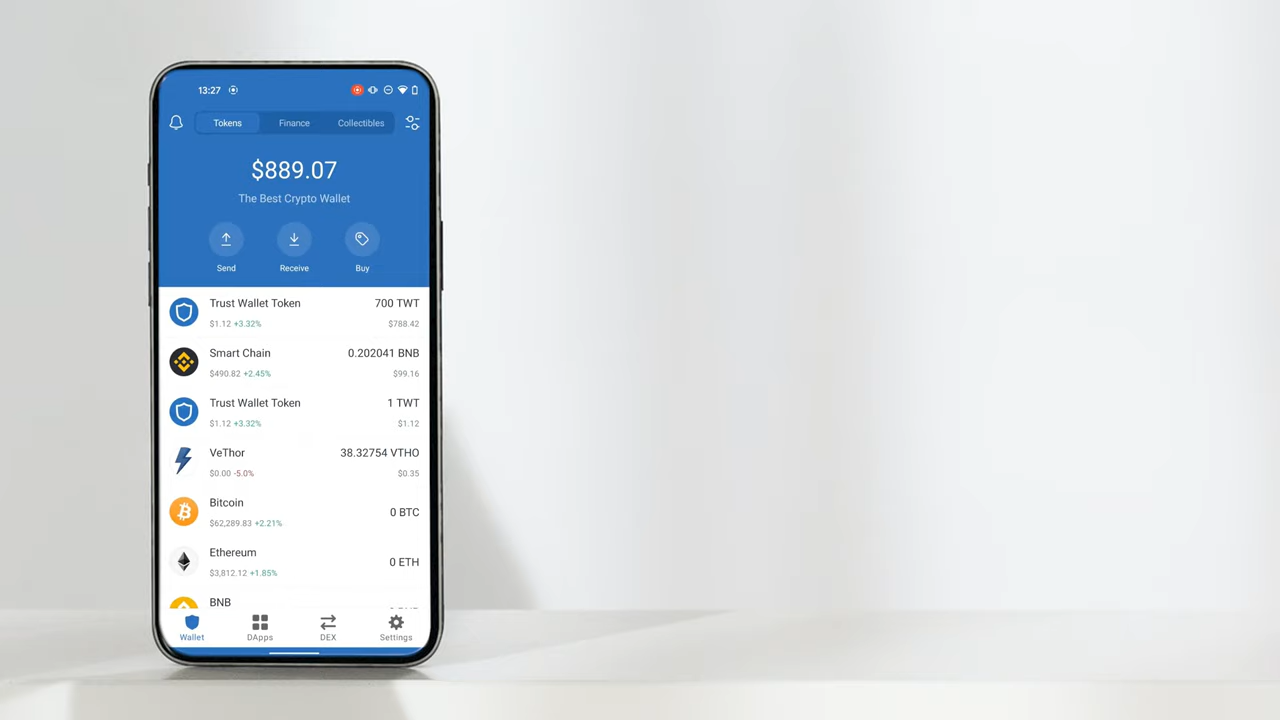 13:27
Tokens Finance Collectibles
$889.07
The Best Crypto Wallet
Send Receive Buy
Trust Wallet Token 700 TWT
$1.12 +3.32% $788.42
Smart Chain 0.202041 BNB
$490.82 +2.45% $99.16
Trust Wallet Token 1 TWT
$1.12 +3.32% $1.12
VeThor 38.32754 VTHO
$0.00 -5.0% $0.35
Bitcoin 0 BTC
$62,289.83 +2.21%
Ethereum 0 ETH
$3,812.12 +1.85%
BNB
Wallet DApps DEX Settings